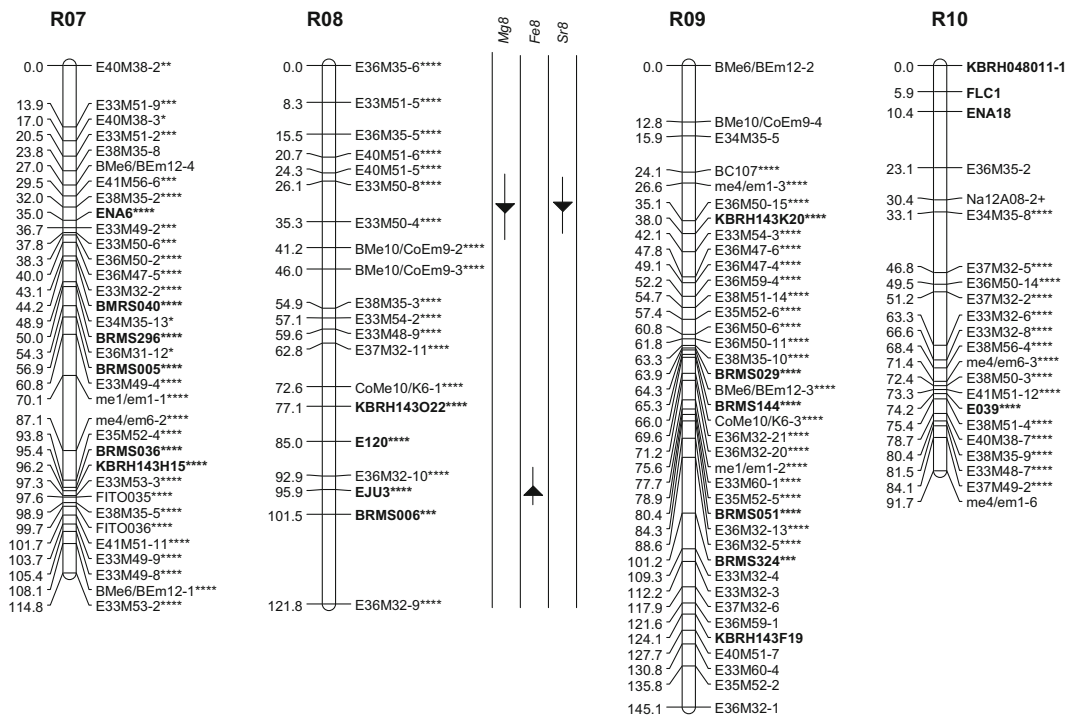 R07
0.0 E40M38-2**
13.9 E33M51-9***
17.0 E40M38-3*
20.5 E33M51-2***
23.8 E38M35-8
27.0 BMe6/BEm12-4
29.5 E41M56-6***
32.0 E38M35-2****
35.0 ENA6****
36.7 E33M49-2***
37.8 E33M50-6***
38.3 E36M50-2****
40.0 E36M47-5****
43.1 E33M32-2****
44.2 BMRS040****
48.9 E34M35-13*
50.0 BRMS296****
54.3 E36M31-12*
56.9 BRMS005****
60.8 E33M49-4****
70.1 me1/em1-1****
87.1 me4/em6-2****
93.8 E35M52-4****
95.4 BRMS036****
96.2 KBRH143H15****
97.3 E33M53-3****
97.6 FITO035****
98.9 E38M35-5****
99.7 FITO036****
101.7 E41M51-11****
103.7 E33M49-9****
105.4 E33M49-8****
108.1 BMe6/BEm12-1****
114.8 E33M53-2****
R08
0.0 E36M35-6****
8.3 E33M51-5****
15.5 E36M35-5****
20.7 E40M51-6****
24.3 E40M51-5****
26.1 E33M50-8****
35.3 E33M50-4****
41.2 BMe10/CoEm9-2****
46.0 BMe10/CoEm9-3****
54.9 E38M35-3****
57.1 E33M54-2****
59.6 E33M48-9****
62.8 E37M32-11****
72.6 CoMe10/K6-1****
77.1 KBRH143O22****
85.0 E120****
92.9 E36M32-10****
95.9 EJU3****
101.5 BRMS006***
121.8 E36M32-9****
Mg8
Fe8
Sr8
R09
0.0 BMe6/BEm12-2
12.8 BMe10/CoEm9-4
15.9 E34M35-5
24.1 BC107****
26.6 me4/em1-3****
35.1 E36M50-15****
38.0 KBRH143K20****
42.1 E33M54-3****
47.8 E36M47-6****
49.1 E36M47-4****
52.2 E36M59-4****
54.7 E38M51-14****
57.4 E35M52-6****
60.8 E36M50-6****
61.8 E36M50-11****
63.3 E38M35-10****
63.9 BRMS029****
64.3 BMe6/BEm12-3****
65.3 BRMS144****
66.0 CoMe10/K6-3****
69.6 E36M32-21****
71.2 E36M32-20****
75.6 me1/em1-2****
77.7 E33M60-1****
78.9 E35M52-5****
80.4 BRMS051****
84.3 E36M32-13****
88.6 E36M32-5****
101.2 BRMS324***
109.3 E33M32-4
112.2 E33M32-3
117.9 E37M32-6
121.6 E36M59-1
124.1 KBRH143F19
127.7 E40M51-7
130.8 E33M60-4
135.8 E35M52-2
145.1 E36M32-1
R10
0.0 KBRH048011-1
5.9 FLC1
10.4 ENA18
23.1 E36M35-2
30.4 Na12A08-2+
33.1 E34M35-8****
46.8 E37M32-5****
49.5 E36M50-14****
51.2 E37M32-2****
63.3 E33M32-6****
66.6 E33M32-8****
68.4 E38M56-4****
71.4 me4/em6-3****
72.4 E38M50-3****
73.3 E41M51-12****
74.2 E039****
75.4 E38M51-4****
78.7 E40M38-7****
80.4 E38M35-9****
81.5 E33M48-7****
84.1 E37M49-2****
91.7 me4/em1-6